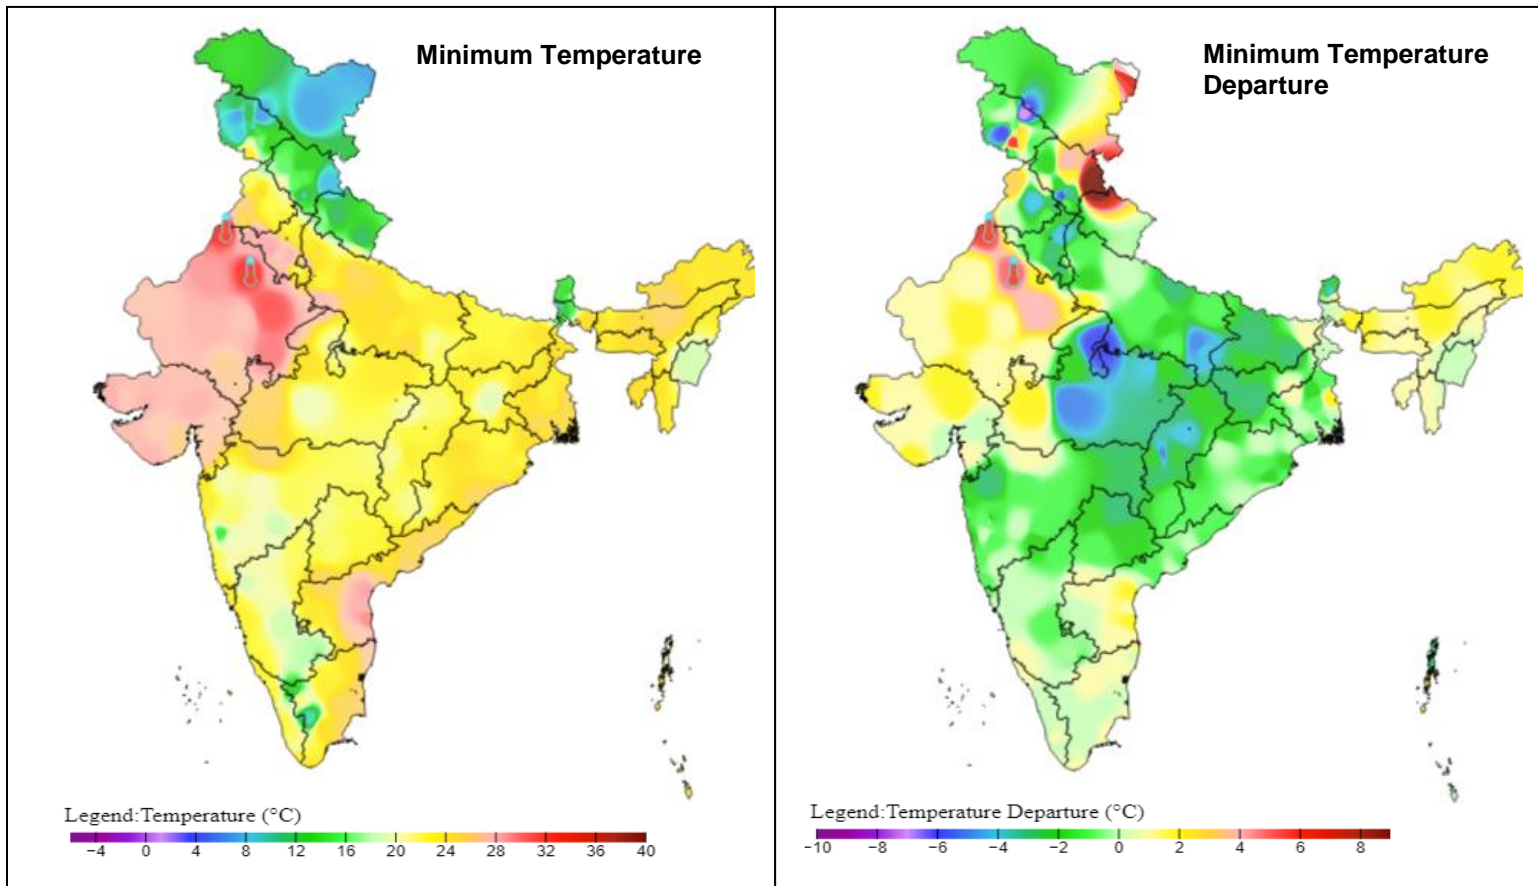 Minimum Temperature
Legend:Temperature (°C)
−4 0 4 8 12 16 20 24 28 32 36 40
Minimum Temperature
Departure
Legend:Temperature Departure (°C)
−10 −8 −6 −4 −2 0 2 4 6 8